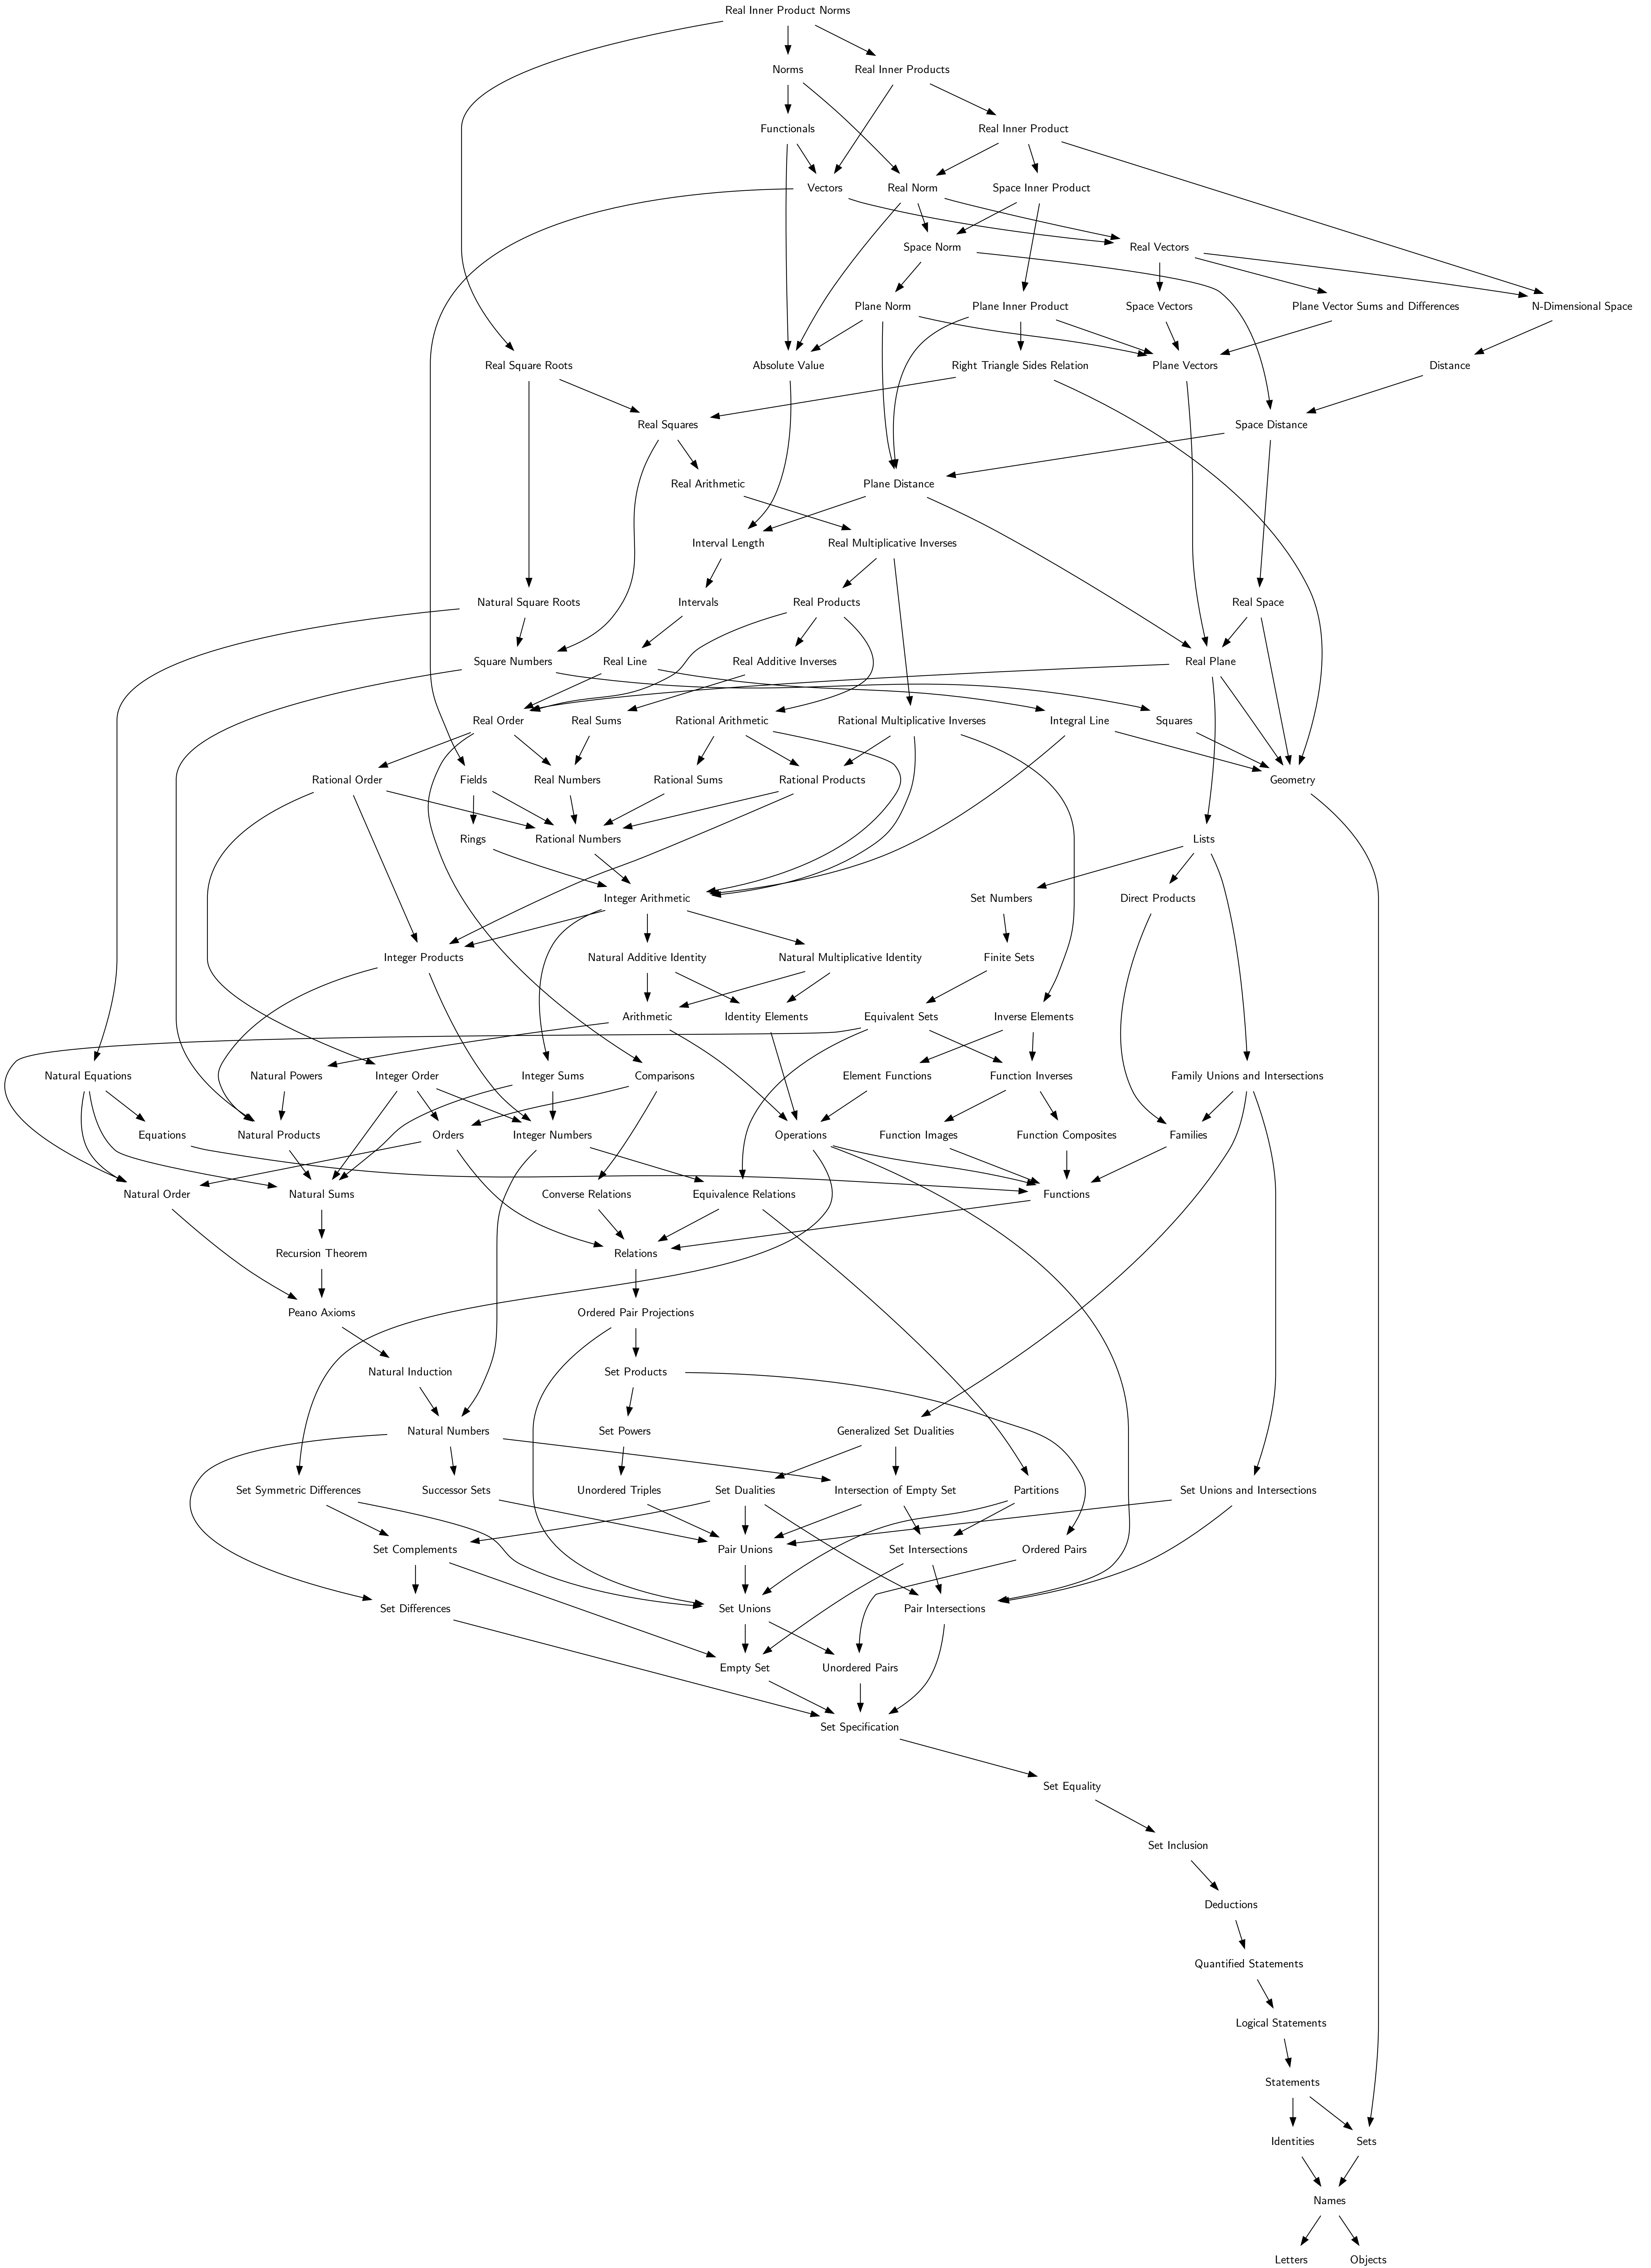 Real Inner Product Norms
Norms
Real Inner Products
Functionals
Real Inner Product
Vectors
Real Norm
Space Inner Product
Space Norm
Real Vectors
Plane Norm
Plane Inner Product
Space Vectors
Plane Vector Sums and Differences
N-Dimensional Space
Real Square Roots
Absolute Value
Right Triangle Sides Relation
Plane Vectors
Distance
Real Squares
Space Distance
Real Arithmetic
Plane Distance
Interval Length
Real Multiplicative Inverses
Natural Square Roots
Intervals
Real Products
Real Space
Square Numbers
Real Line
Real Additive Inverses
Real Plane
Real Order
Real Sums
Rational Arithmetic
Rational Multiplicative Inverses
Integral Line
Squares
Rational Order
Fields
Real Numbers
Rational Sums
Rational Products
Geometry
Rings
Rational Numbers
Lists
Integer Arithmetic
Set Numbers
Direct Products
Integer Products
Natural Additive Identity
Natural Multiplicative Identity
Finite Sets
Arithmetic
Identity Elements
Equivalent Sets
Inverse Elements
Natural Equations
Natural Powers
Integer Order
Integer Sums
Comparisons
Element Functions
Function Inverses
Family Unions and Intersections
Equations
Natural Products
Orders
Integer Numbers
Operations
Function Images
Function Composites
Families
Natural Order
Natural Sums
Converse Relations
Equivalence Relations
Functions
Recursion Theorem
Relations
Peano Axioms
Ordered Pair Projections
Natural Induction
Set Products
Natural Numbers
Set Powers
Generalized Set Dualities
Set Symmetric Differences
Successor Sets
Unordered Triples
Set Dualities
Intersection of Empty Set
Partitions
Set Unions and Intersections
Set Complements
Pair Unions
Set Intersections
Ordered Pairs
Set Differences
Set Unions
Pair Intersections
Empty Set
Unordered Pairs
Set Specification
Set Equality
Set Inclusion
Deductions
Quantified Statements
Logical Statements
Statements
Identities
Sets
Names
Letters
Objects